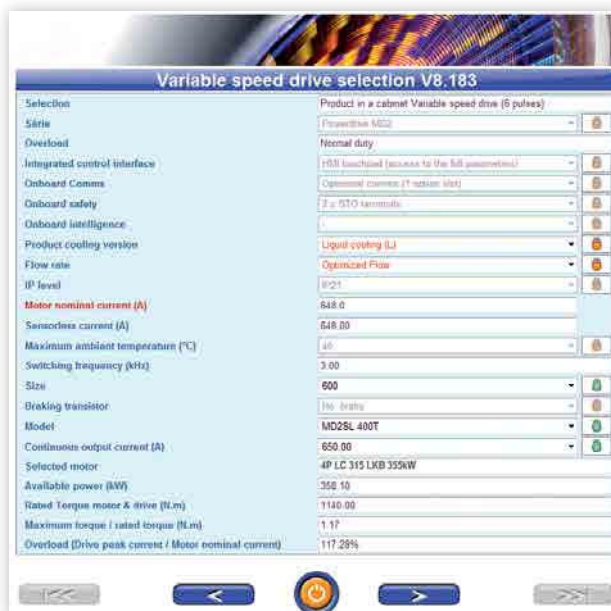 Variable speed drive selection V8.183
Selection Product in a cabinet Variable speed drive (6 pulses)
Série Powerdrive MD2
Overload Normal duty
Integrated control interface HMI touchpad (access to the full parameters)
Onboard Comms Optionnal comms (1 option slot)
Onboard safety 2 x STO terminals
Onboard intelligence -
Product cooling version Liquid cooling (L)
Flow rate Optimized Flow
IP level IP21
Motor nominal current (A) 648.0
Sensorless current (A) 648.00
Maximum ambient temperature (°C) 40
Switching frequency (kHz) 3.00
Size 600
Braking transistor No brake
Model MD2SL 400T
Continuous output current (A) 650.00
Selected motor 4P LC 315 LKB 355kW
Available power (kW) 358.10
Rated Torque motor & drive (N.m) 1140.00
Maximum torque / rated torque (N.m) 1.17
Overload (Drive peak current / Motor nominal current) 117.28%